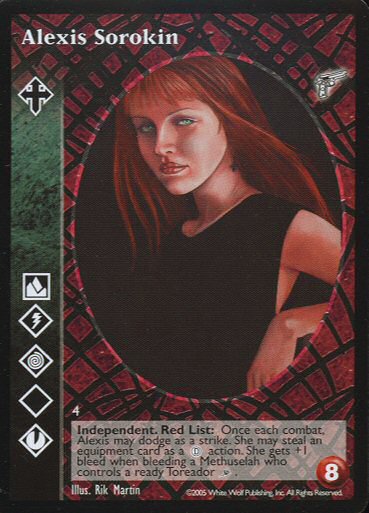 Alexis Sorokin
4
Independent. Red List: Once each combat,
Alexis may dodge as a strike. She may steal an
equipment card as a Ⓓ action. She gets +1
bleed when bleeding a Methuselah who
controls a ready Toreador.
8
Illus. Rik Martin
©2005 White Wolf Publishing, Inc. All Rights Reserved.